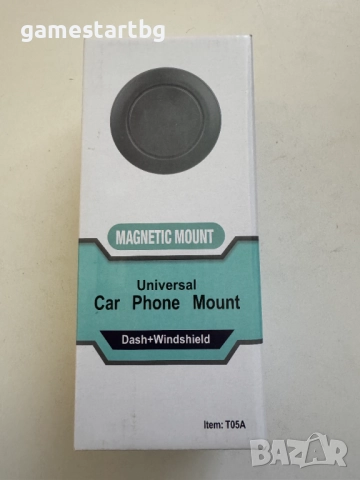 gamestartbg
MAGNETIC MOUNT
Universal
Car Phone Mount
Dash+Windshield
Item: T05A
BAZAR